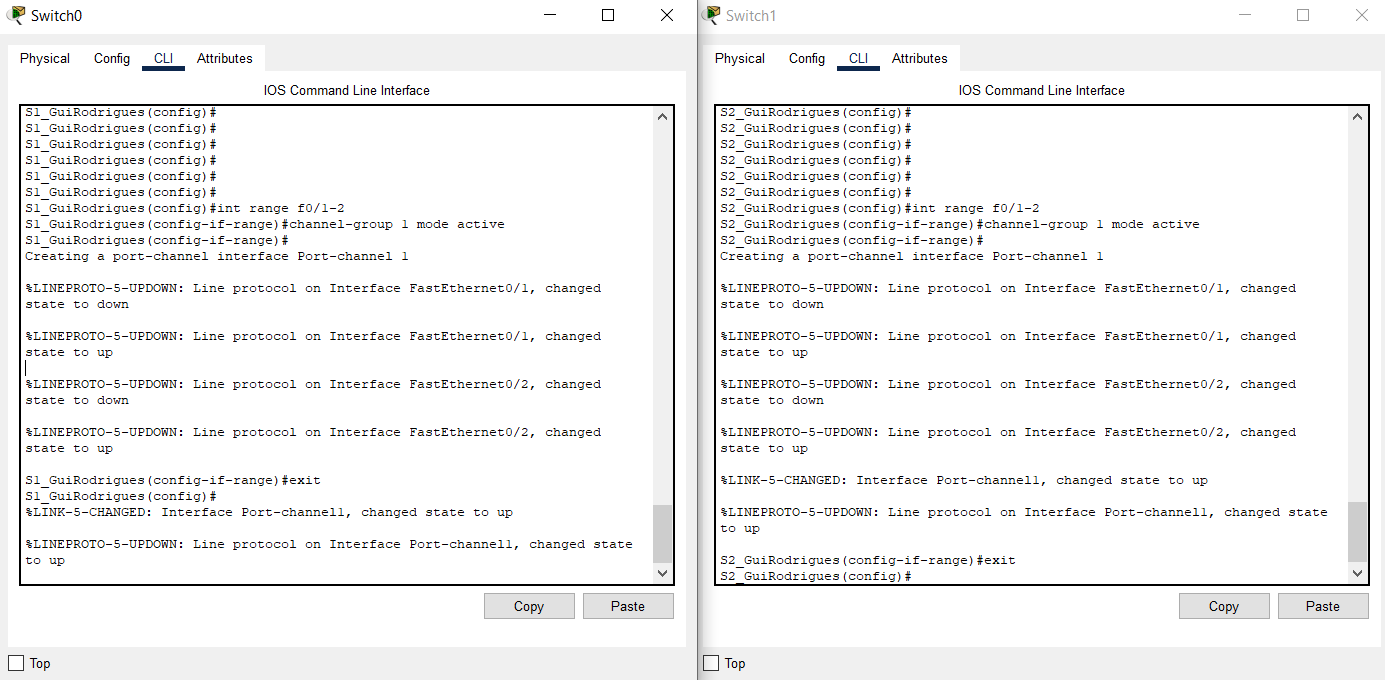 Switch0
Physical Config CLI Attributes
IOS Command Line Interface
S1_GuiRodrigues(config)#
S1_GuiRodrigues(config)#
S1_GuiRodrigues(config)#
S1_GuiRodrigues(config)#
S1_GuiRodrigues(config)#
S1_GuiRodrigues(config)#
S1_GuiRodrigues(config)#int range f0/1-2
S1_GuiRodrigues(config-if-range)#channel-group 1 mode active
S1_GuiRodrigues(config-if-range)#
Creating a port-channel interface Port-channel 1
%LINEPROTO-5-UPDOWN: Line protocol on Interface FastEthernet0/1, changed
state to down
%LINEPROTO-5-UPDOWN: Line protocol on Interface FastEthernet0/1, changed
state to up
%LINEPROTO-5-UPDOWN: Line protocol on Interface FastEthernet0/2, changed
state to down
%LINEPROTO-5-UPDOWN: Line protocol on Interface FastEthernet0/2, changed
state to up
S1_GuiRodrigues(config-if-range)#exit
S1_GuiRodrigues(config)#
%LINK-5-CHANGED: Interface Port-channel1, changed state to up
%LINEPROTO-5-UPDOWN: Line protocol on Interface Port-channel1, changed state
to up
Copy Paste
Top
Switch1
Physical Config CLI Attributes
IOS Command Line Interface
S2_GuiRodrigues(config)#
S2_GuiRodrigues(config)#
S2_GuiRodrigues(config)#
S2_GuiRodrigues(config)#
S2_GuiRodrigues(config)#
S2_GuiRodrigues(config)#
S2_GuiRodrigues(config)#int range f0/1-2
S2_GuiRodrigues(config-if-range)#channel-group 1 mode active
S2_GuiRodrigues(config-if-range)#
Creating a port-channel interface Port-channel 1
%LINEPROTO-5-UPDOWN: Line protocol on Interface FastEthernet0/1, changed
state to down
%LINEPROTO-5-UPDOWN: Line protocol on Interface FastEthernet0/1, changed
state to up
%LINEPROTO-5-UPDOWN: Line protocol on Interface FastEthernet0/2, changed
state to down
%LINEPROTO-5-UPDOWN: Line protocol on Interface FastEthernet0/2, changed
state to up
%LINK-5-CHANGED: Interface Port-channel1, changed state to up
%LINEPROTO-5-UPDOWN: Line protocol on Interface Port-channel1, changed state
to up
S2_GuiRodrigues(config-if-range)#exit
S2_GuiRodrigues(config)#
Copy Paste
Top